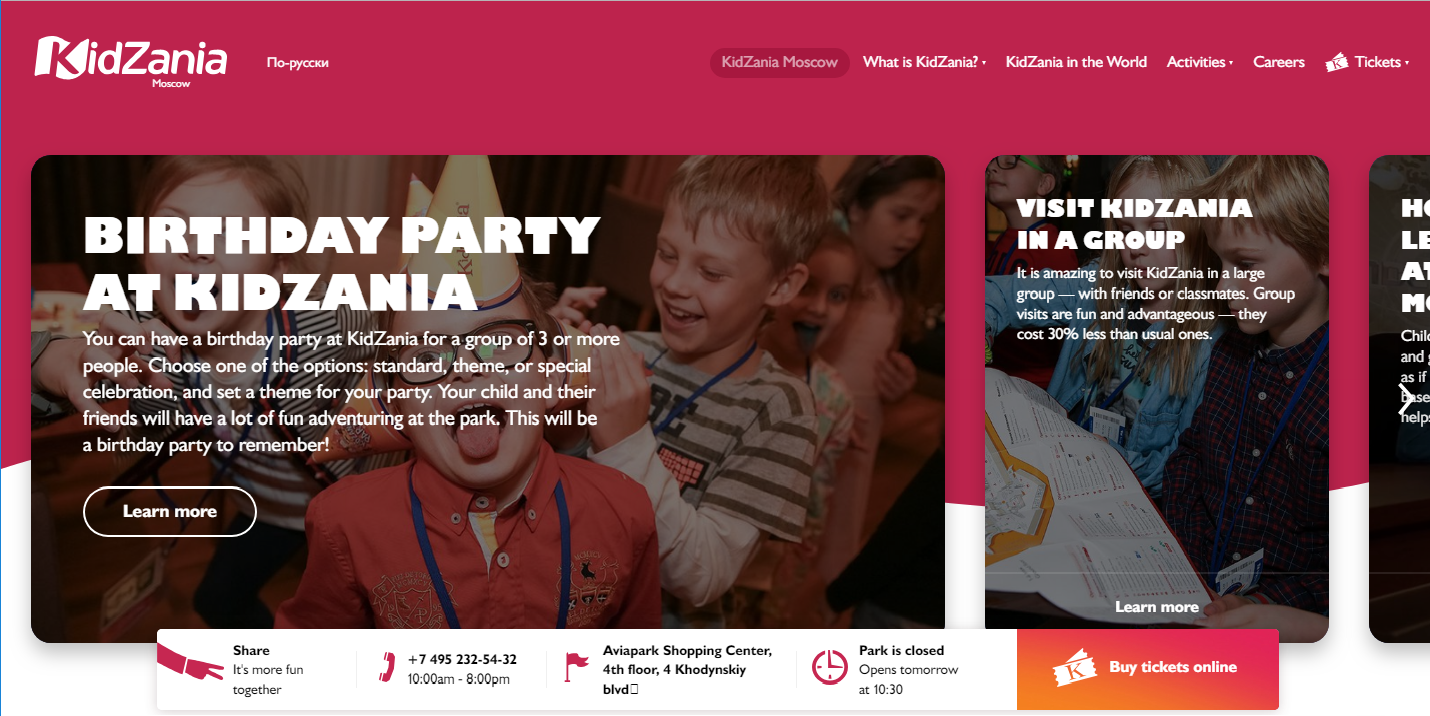 KidZania
Moscow
По-русски
KidZania Moscow
What is KidZania?
KidZania in the World
Activities
Careers
Tickets
BIRTHDAY PARTY
AT KIDZANIA
You can have a birthday party at KidZania for a group of 3 or more
people. Choose one of the options: standard, theme, or special
celebration, and set a theme for your party. Your child and their
friends will have a lot of fun adventuring at the park. This will be
a birthday party to remember!
Learn more
VISIT KIDZANIA
IN A GROUP
It is amazing to visit KidZania in a large
group — with friends or classmates. Group
visits are fun and advantageous — they
cost 30% less than usual ones.
Learn more
and
as if
Share
It's more fun
together
+7 495 232-54-32
10:00am - 8:00pm
Aviapark Shopping Center,
4th floor, 4 Khodynskiy
blvd
Park is closed
Opens tomorrow
at 10:30
K
Buy tickets online